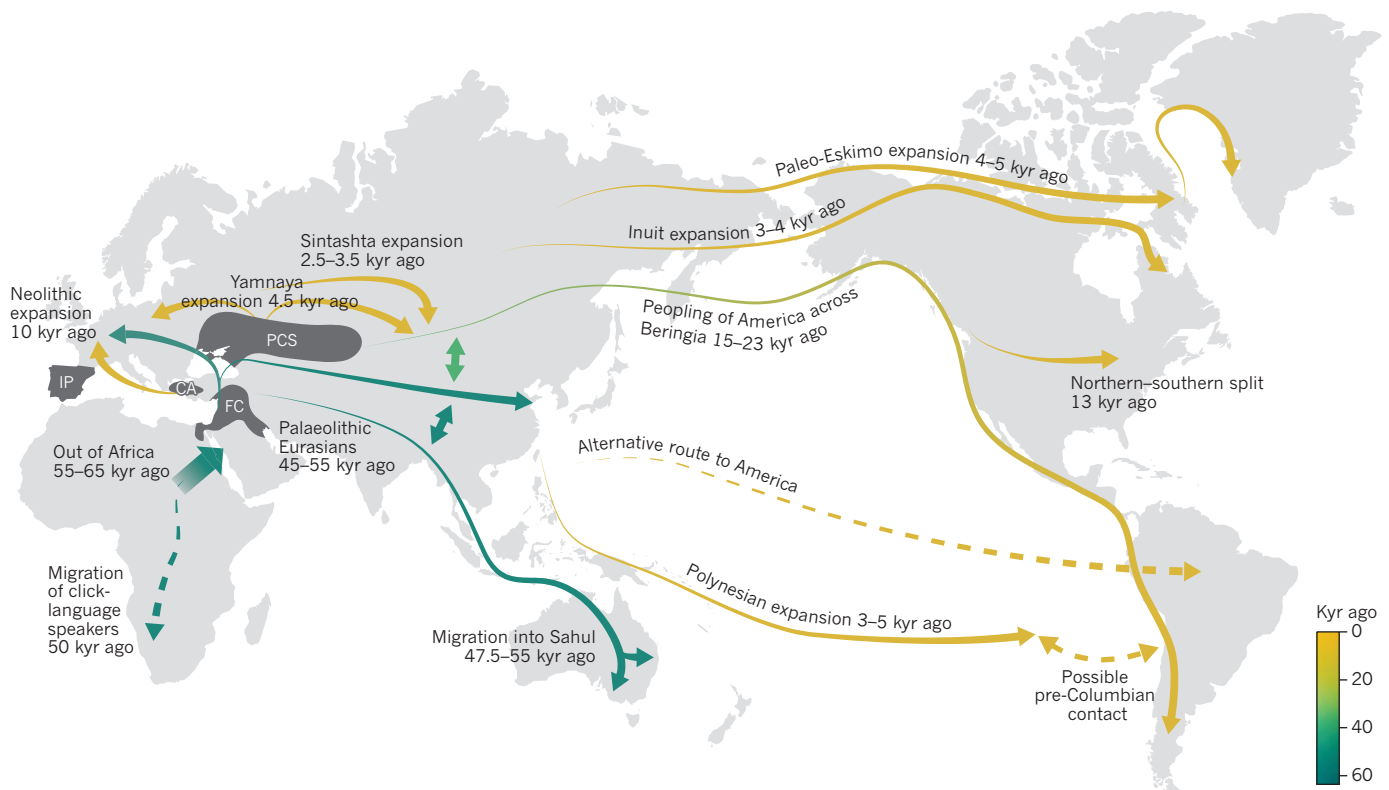 Paleo-Eskimo expansion 4–5 kyr ago
Inuit expansion 3–4 kyr ago
Sintashta expansion
2.5–3.5 kyr ago
Yamnaya
expansion 4.5 kyr ago
Neolithic
expansion
10 kyr ago
PCS
IP
CA
FC
Peopling of America across
Beringia 15–23 kyr ago
Northern–southern split
13 kyr ago
Out of Africa
55–65 kyr ago
Palaeolithic
Eurasians
45–55 kyr ago
Alternative route to America
Migration
of click-
language
speakers
50 kyr ago
Polynesian expansion 3–5 kyr ago
Migration into Sahul
47.5–55 kyr ago
Possible
pre-Columbian
contact
Kyr ago
0
20
40
60